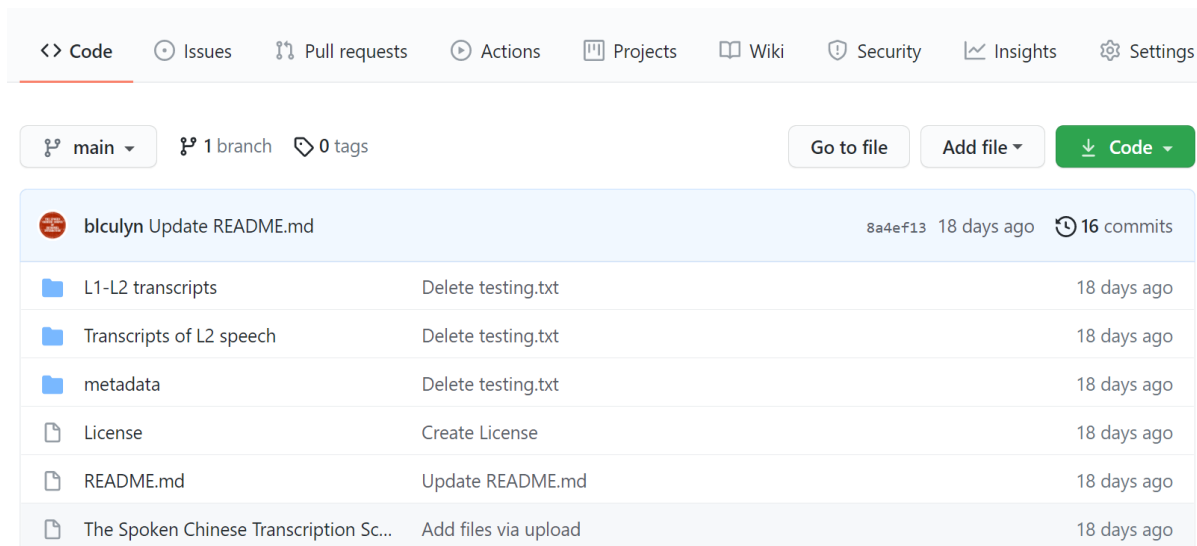 Code Issues Pull requests Actions Projects Wiki Security Insights Settings
main 1 branch 0 tags Go to file Add file Code
blculyn Update README.md 8a4ef13 18 days ago 16 commits
L1-L2 transcripts Delete testing.txt 18 days ago
Transcripts of L2 speech Delete testing.txt 18 days ago
metadata Delete testing.txt 18 days ago
License Create License 18 days ago
README.md Update README.md 18 days ago
The Spoken Chinese Transcription Sc... Add files via upload 18 days ago